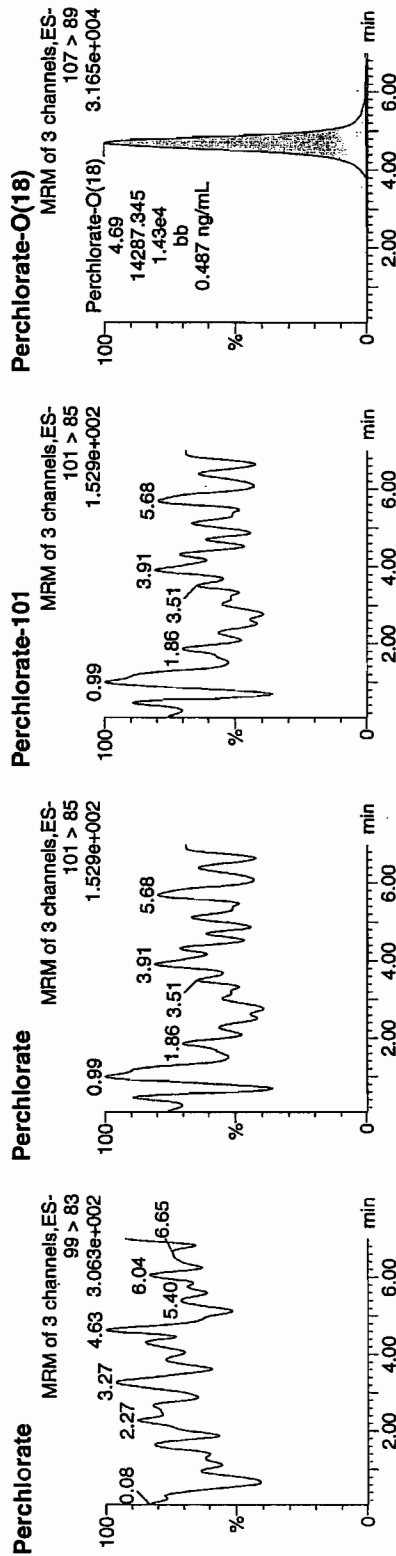 Perchlorate
MRM of 3 channels,ES-
99 > 83
3.063e+002
100
%
0
0.08
2.27
3.27
4.63
5.40
6.04
6.65
2.00
4.00
6.00
min
Perchlorate
MRM of 3 channels,ES-
101 > 85
1.529e+002
100
%
0
0.99
1.86
3.51
3.91
5.68
2.00
4.00
6.00
min
Perchlorate-101
MRM of 3 channels,ES-
101 > 85
1.529e+002
100
%
0
0.99
1.86
3.51
3.91
5.68
2.00
4.00
6.00
min
Perchlorate-O(18)
MRM of 3 channels,ES-
107 > 89
3.165e+004
100
%
0
Perchlorate-O(18)
4.69
14287.345
1.43e4
bb
0.487 ng/mL
2.00
4.00
6.00
min